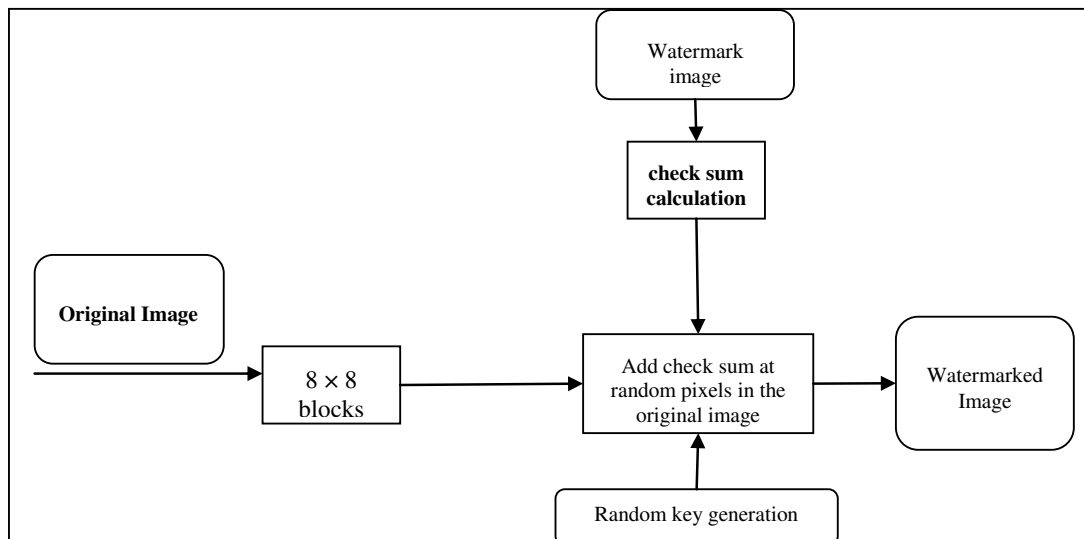 Watermark
image
check sum
calculation
Original Image
8 × 8
blocks
Add check sum at
random pixels in the
original image
Watermarked
Image
Random key generation